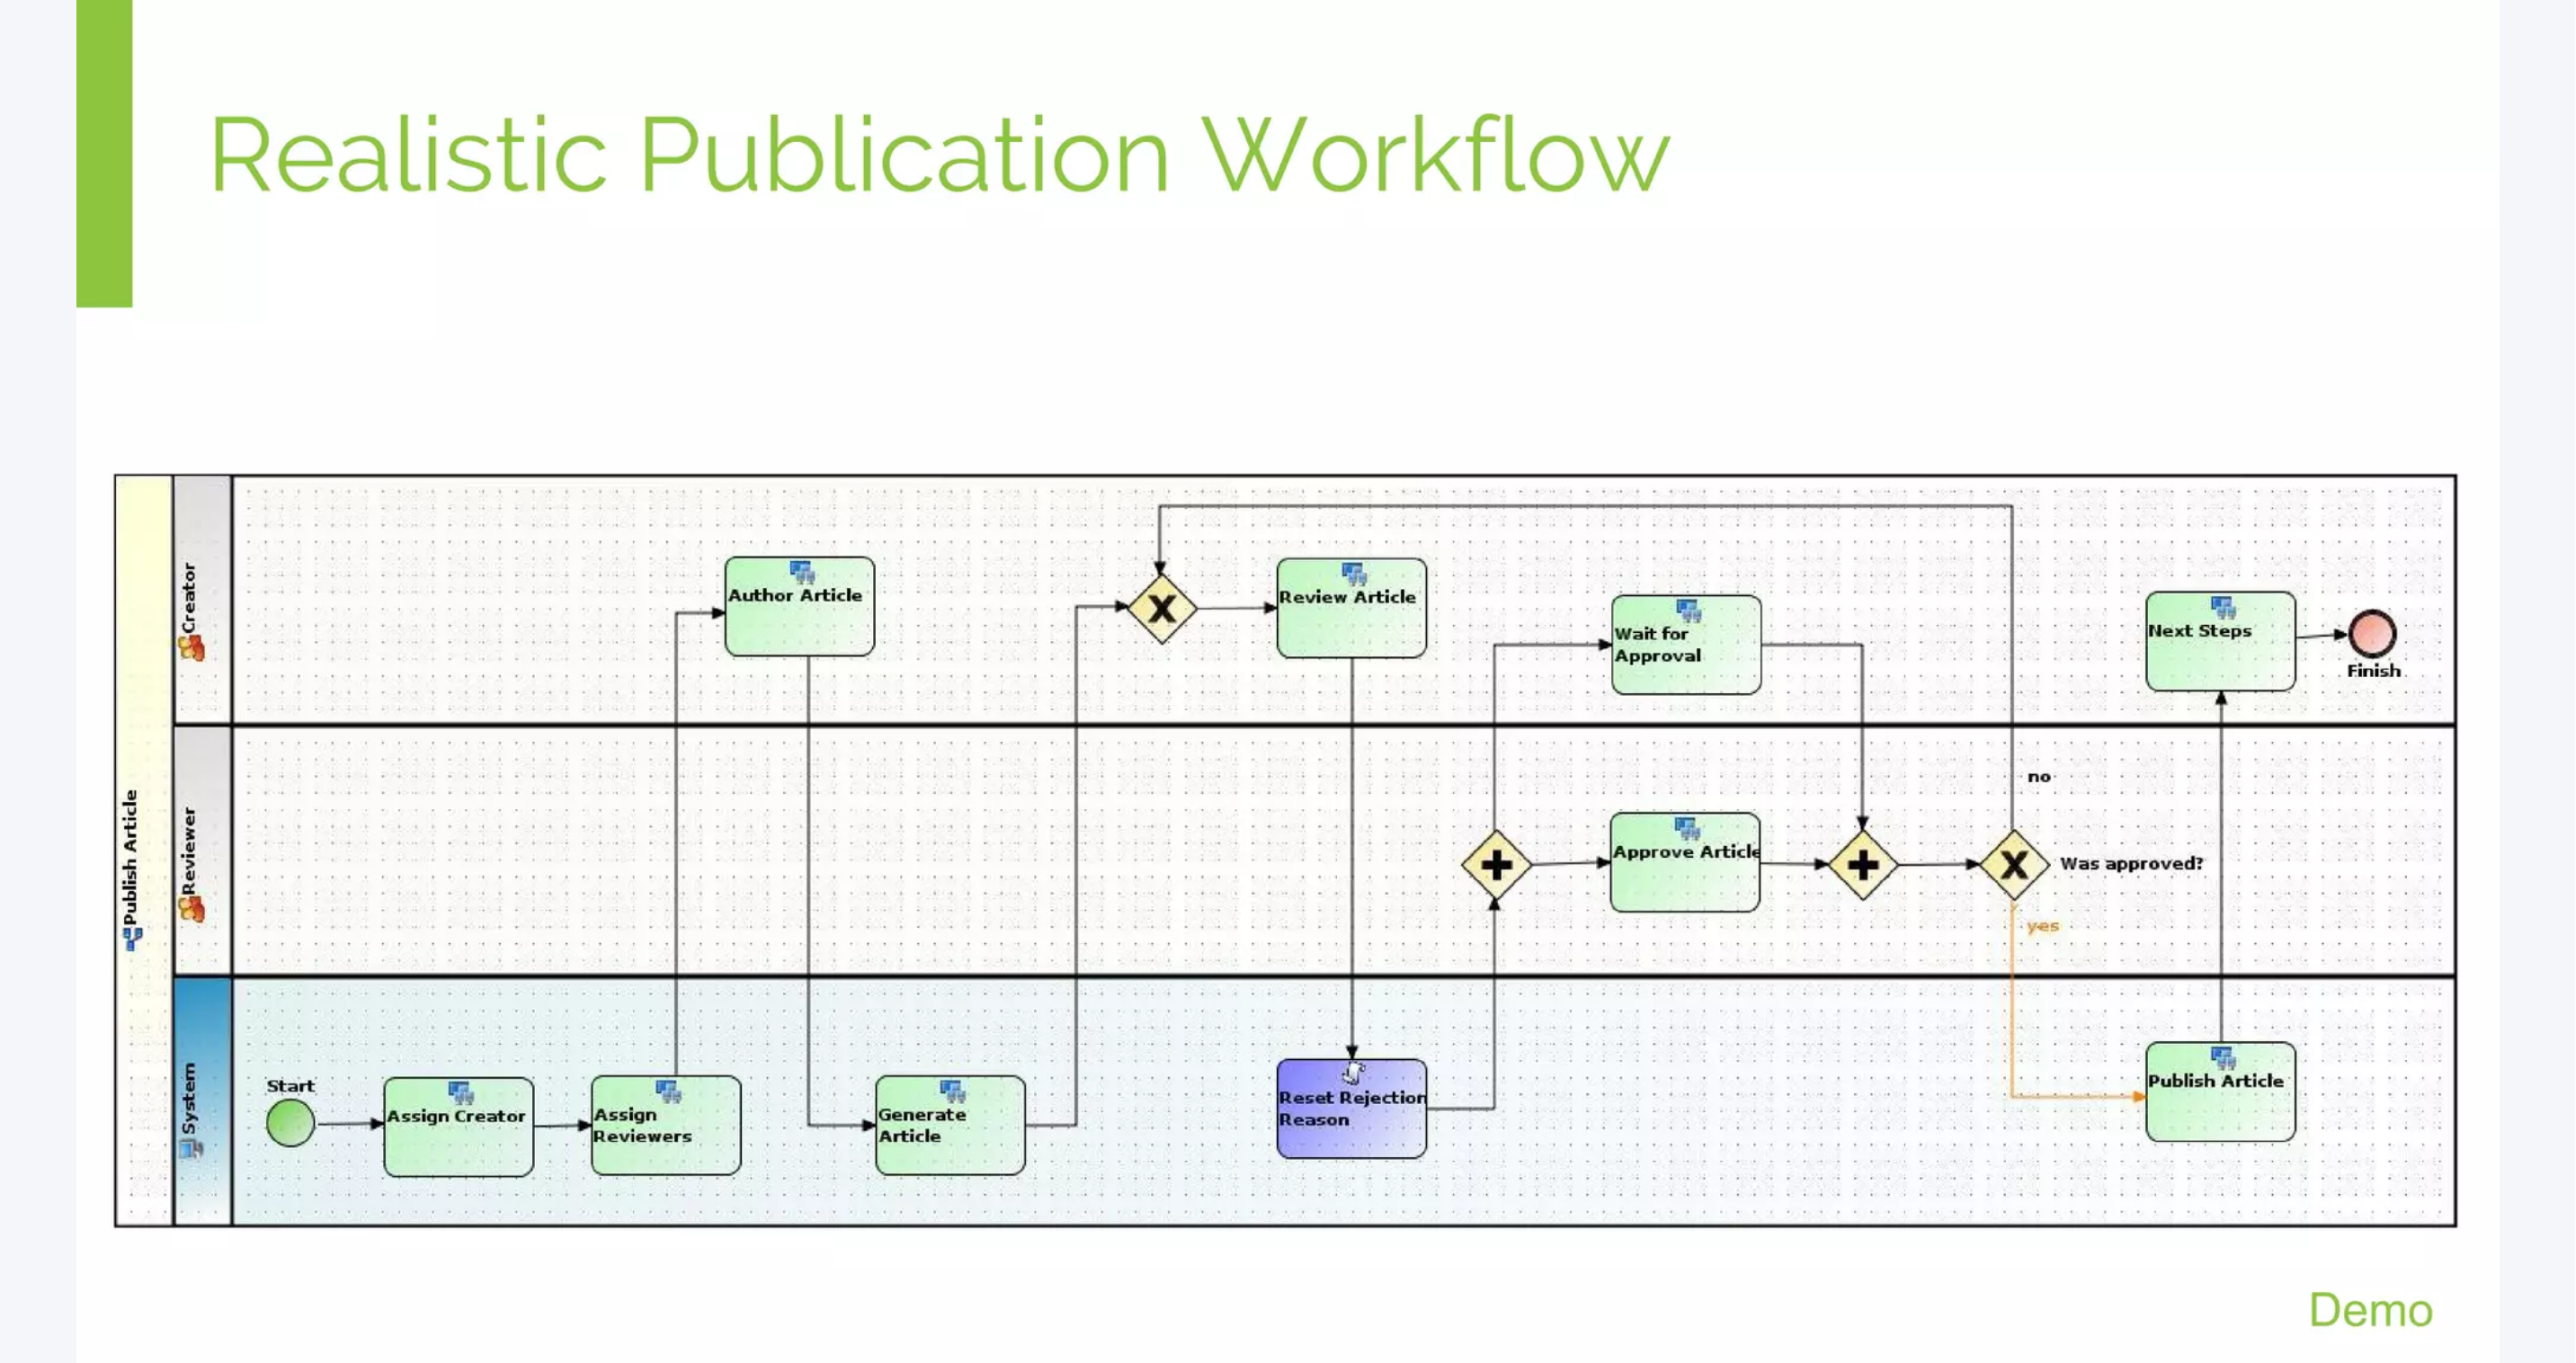 Realistic Publication Workflow
Publish Article
Creator
Author Article
Review Article
Wait for
Approval
Next Steps
Finish
Reviewer
Approve Article
no
Was approved?
yes
System
Start
Assign Creator
Assign
Reviewers
Generate
Article
Reset Rejection
Reason
Publish Article
Demo